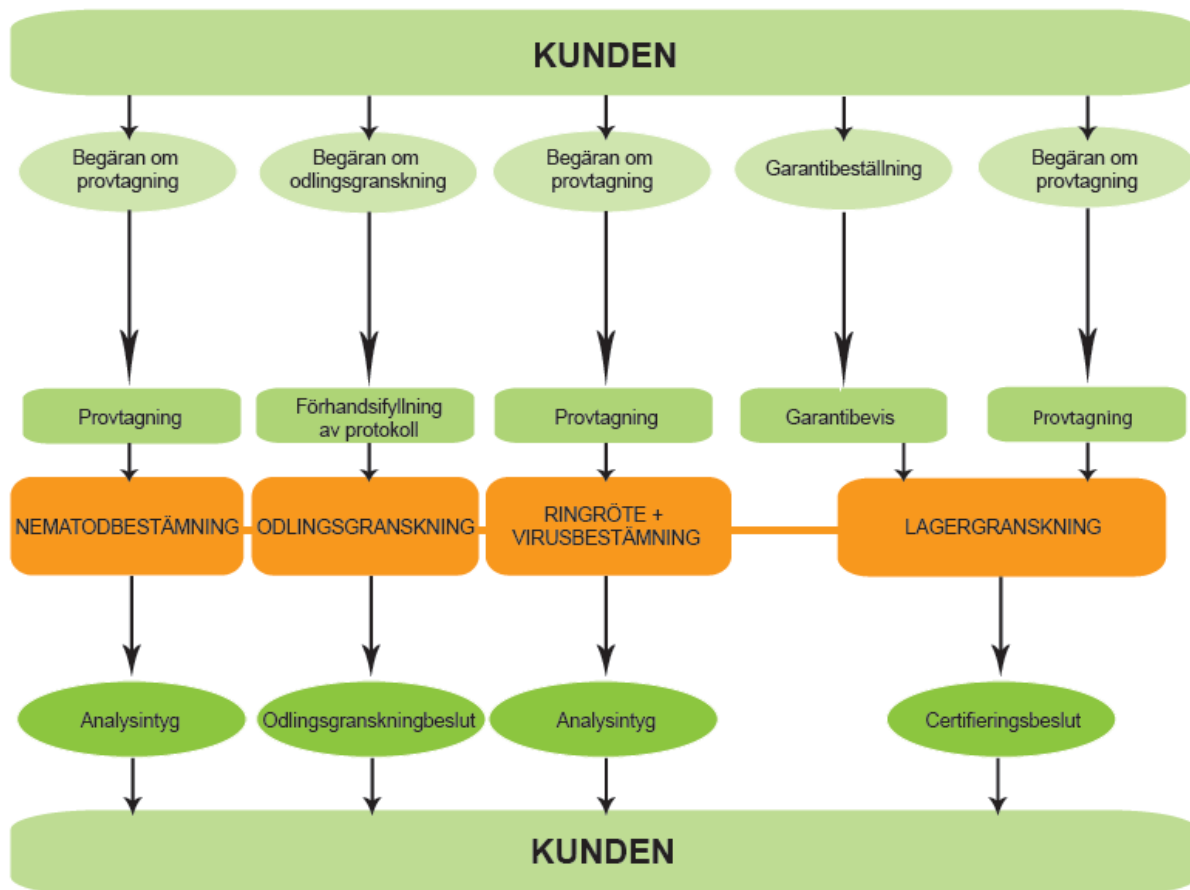 KUNDEN
Begäran om
provtagning
Begäran om
odlingsgranskning
Begäran om
provtagning
Garantibeställning
Begäran om
provtagning
Provtagning
Förhandsifyllning
av protokoll
Provtagning
Garantibevis
Provtagning
NEMATODBESTÄMNING
ODLINGSGRANSKNING
RINGRÖTE +
VIRUSBESTÄMNING
LAGERGRANSKNING
Analysintyg
Odlingsgranskningbeslut
Analysintyg
Certifieringsbeslut
KUNDEN